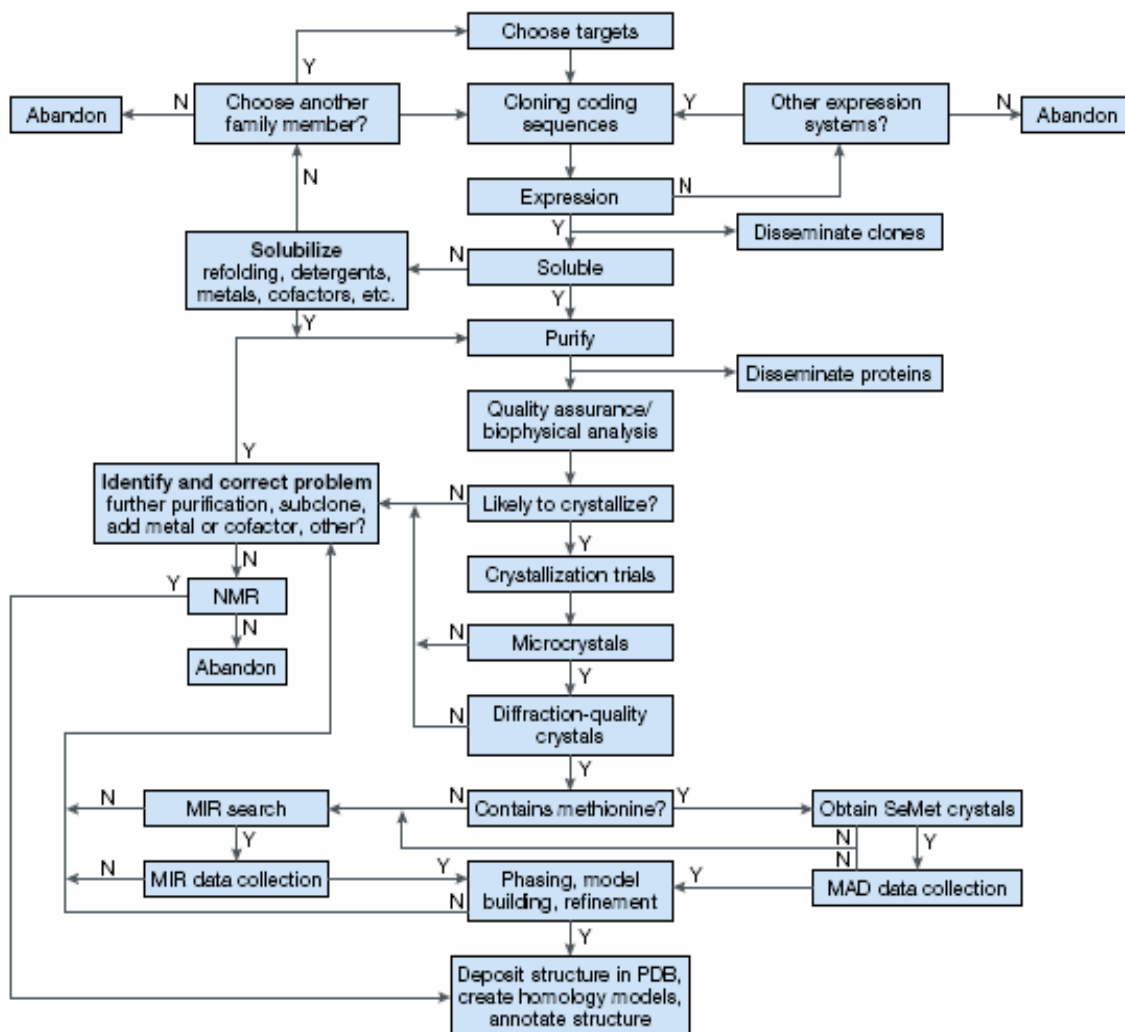 Choose targets
Y
Abandon
N
Choose another
family member?
Cloning coding
sequences
Y
Other expression
systems?
N
Abandon
N
Expression
N
Y
Disseminate clones
Solubilize
refolding, detergents,
metals, cofactors, etc.
N
Soluble
Y
Y
Purify
Disseminate proteins
Quality assurance/
biophysical analysis
Y
Identify and correct problem
further purification, subclone,
add metal or cofactor, other?
N
Likely to crystallize?
Y
N
Crystallization trials
Y
NMR
N
Abandon
N
Microcrystals
Y
N
Diffraction-quality
crystals
Y
N
MIR search
N
Contains methionine?
Y
Obtain SeMet crystals
Y
N
Y
N
MIR data collection
Y
Phasing, model
building, refinement
N
Y
N
MAD data collection
Y
Deposit structure in PDB,
create homology models,
annotate structure